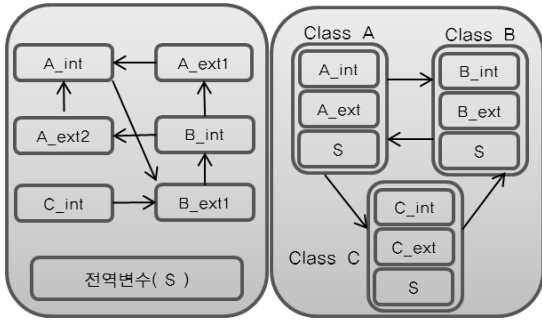 A_int
A_ext1
A_ext2
B_int
C_int
B_ext1
전역변수( S )
Class A
A_int
A_ext
S
Class B
B_int
B_ext
S
Class C
C_int
C_ext
S